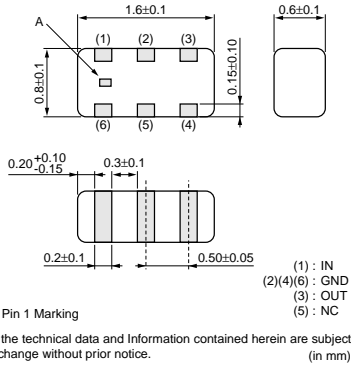 1.6±0.1
0.6±0.1
A
(1) (2) (3)
0.8±0.1
0.15±0.10
(6) (5) (4)
0.20 +0.10 -0.15
0.3±0.1
0.2±0.1
0.50±0.05
(1) : IN
(2)(4)(6) : GND
(3) : OUT
(5) : NC
Pin 1 Marking
the technical data and Information contained herein are subject
change without prior notice.
(in mm)